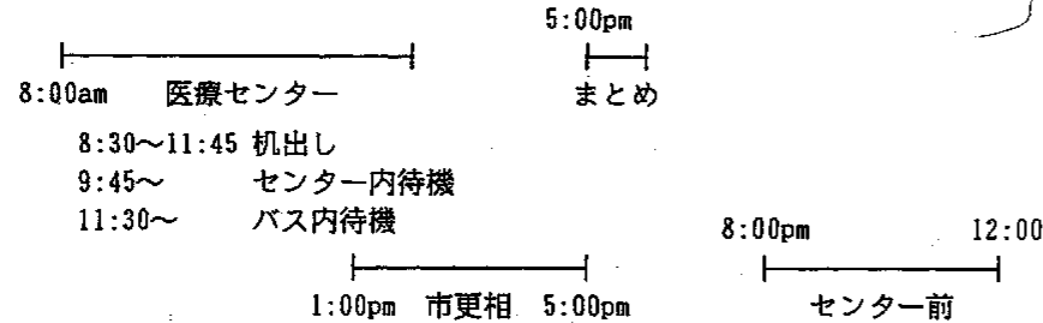 5:00pm
8:00am 医療センター まとめ
8:30～11:45 机出し
9:45～ センター内待機
11:30～ バス内待機
8:00pm 12:00
1:00pm 市更相 5:00pm センター前